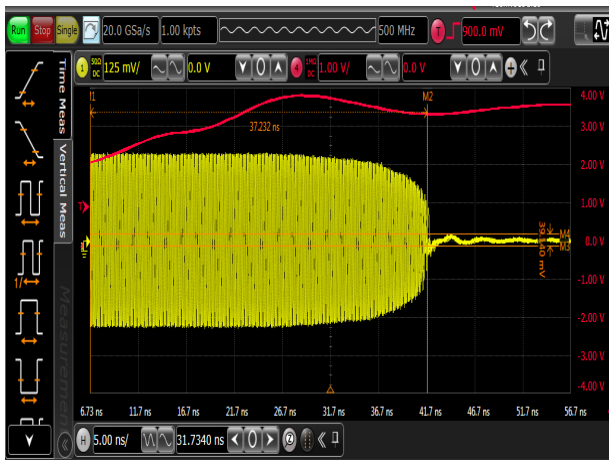 Run Stop Single 20.0 GSa/s 1.00 kpts 500 MHz T 900.0 mV
1 50Ω DC 125 mV/ 0.0 V 4 1MΩ DC 1.00 V/ 0.0 V
Time Meas
Vertical Meas
Measurements
M1 M2
37.232 ns
4.00 V
3.00 V
2.00 V
T 1.00 V
0.0 V
39.140 mV
-1.00 V
-2.00 V
-3.00 V
-4.00 V
1/
6.73 ns 11.7 ns 16.7 ns 21.7 ns 26.7 ns 31.7 ns 36.7 ns 41.7 ns 46.7 ns 51.7 ns 56.7 ns
H 5.00 ns/ 31.7340 ns 0 Z